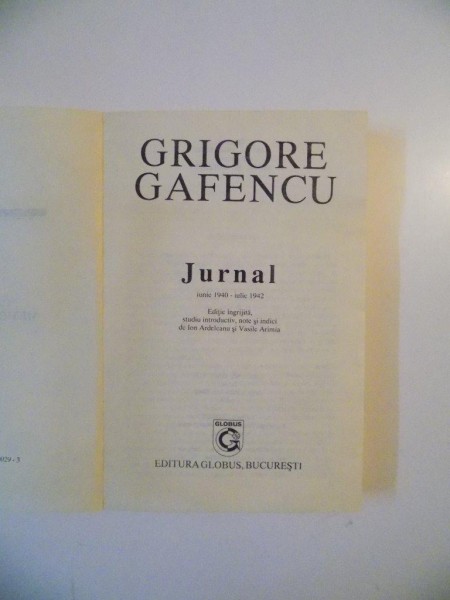 GRIGORE
GAFENCU
Jurnal
iunie 1940 - iulie 1942
Ediție îngrijită,
studiu introductiv, note și indici
de Ion Ardeleanu și Vasile Arimia
GLOBUS
EDITURA GLOBUS, BUCUREȘTI